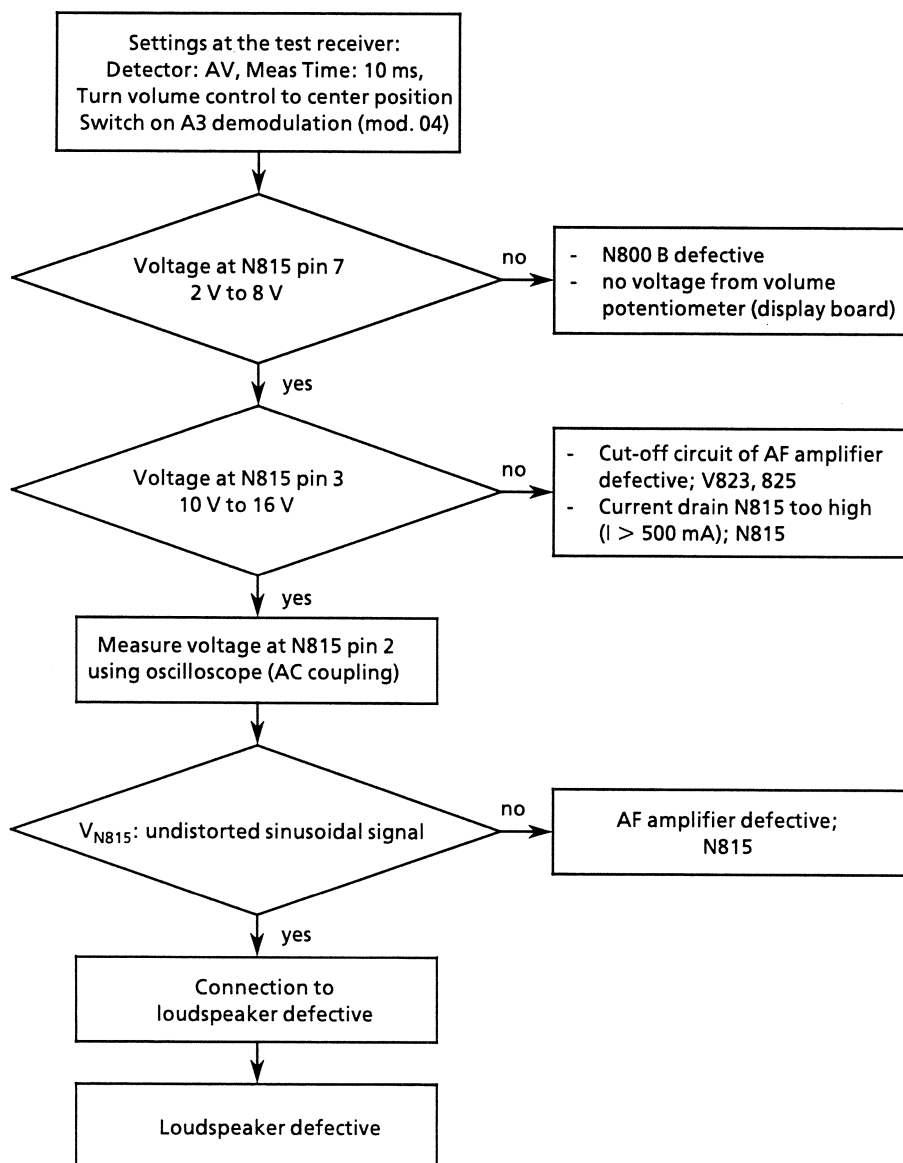 Settings at the test receiver:
Detector: AV, Meas Time: 10 ms,
Turn volume control to center position
Switch on A3 demodulation (mod. 04)
Voltage at N815 pin 7
2 V to 8 V
no
- N800 B defective
- no voltage from volume
potentiometer (display board)
yes
Voltage at N815 pin 3
10 V to 16 V
no
- Cut-off circuit of AF amplifier
defective; V823, 825
- Current drain N815 too high
(I > 500 mA); N815
yes
Measure voltage at N815 pin 2
using oscilloscope (AC coupling)
VN815: undistorted sinusoidal signal
no
AF amplifier defective;
N815
yes
Connection to
loudspeaker defective
Loudspeaker defective